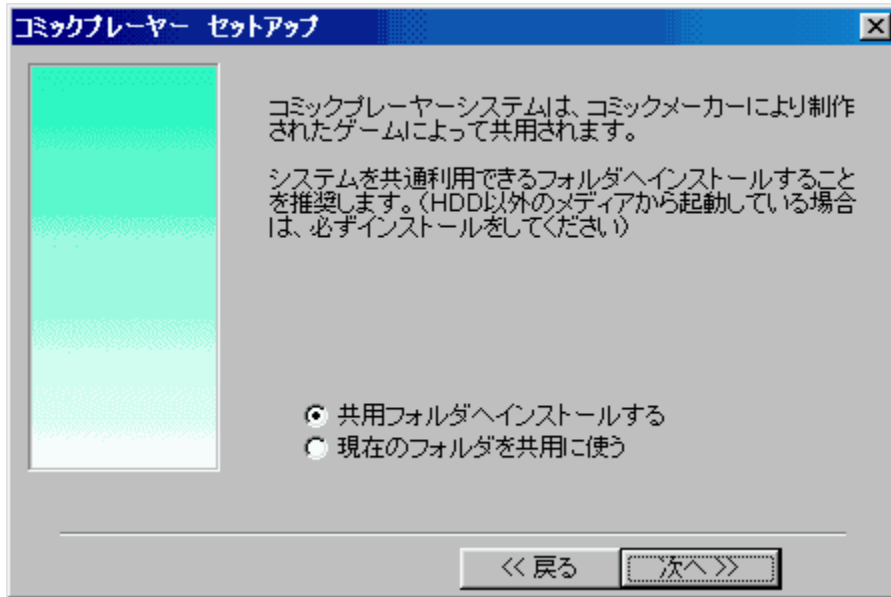 コミックプレーヤー セットアップ
コミックプレーヤーシステムは、コミックメーカーにより制作
されたゲームによって共用されます。
システムを共通利用できるフォルダへインストールすること
を推奨します。（HDD以外のメディアから起動している場合
は、必ずインストールをしてください）
共用フォルダへインストールする
現在のフォルダを共用に使う
<< 戻る
次へ >>